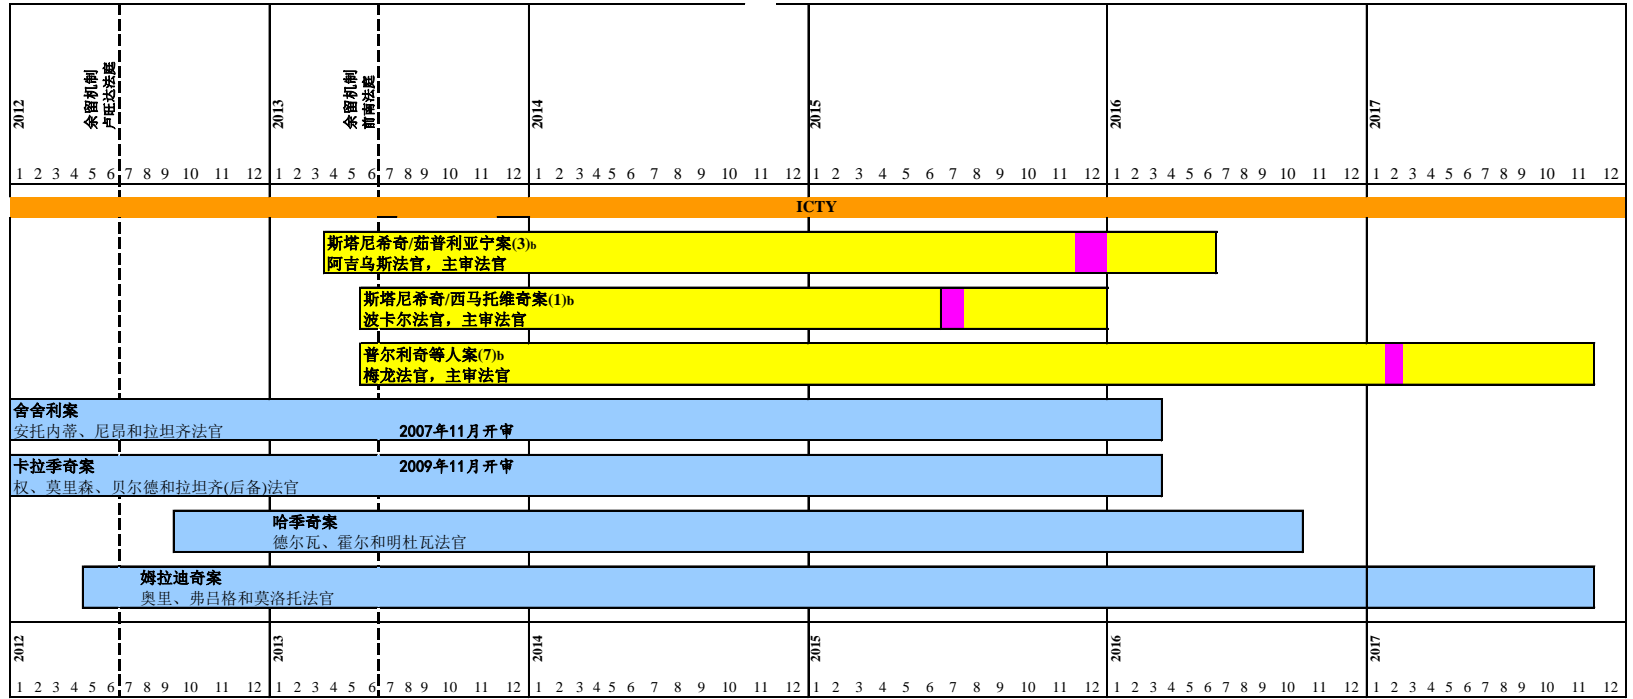 2012
余留机制
卢旺达法庭
2013
余留机制
前南法庭
2014
2015
2016
2017
1 2 3 4 5 6 7 8 9 10 11 12 1 2 3 4 5 6 7 8 9 10 11 12 1 2 3 4 5 6 7 8 9 10 11 12 1 2 3 4 5 6 7 8 9 10 11 12 1 2 3 4 5 6 7 8 9 10 11 12 1 2 3 4 5 6 7 8 9 10 11 12
ICTY
斯塔尼希奇/茹普利亚宁案(3)b
阿吉乌斯法官，主审法官
斯塔尼希奇/西马托维奇案(1)b
波卡尔法官，主审法官
普尔利奇等人案(7)b
梅龙法官，主审法官
舍舍利案
安托内蒂、尼昂和拉坦齐法官 2007年11月开审
卡拉季奇案 2009年11月开审
权、莫里森、贝尔德和拉坦齐(后备)法官
哈季奇案
德尔瓦、霍尔和明杜瓦法官
姆拉迪奇案
奥里、弗吕格和莫洛托法官
2012
2013
2014
2015
2016
2017
1 2 3 4 5 6 7 8 9 10 11 12 1 2 3 4 5 6 7 8 9 10 11 12 1 2 3 4 5 6 7 8 9 10 11 12 1 2 3 4 5 6 7 8 9 10 11 12 1 2 3 4 5 6 7 8 9 10 11 12 1 2 3 4 5 6 7 8 9 10 11 12